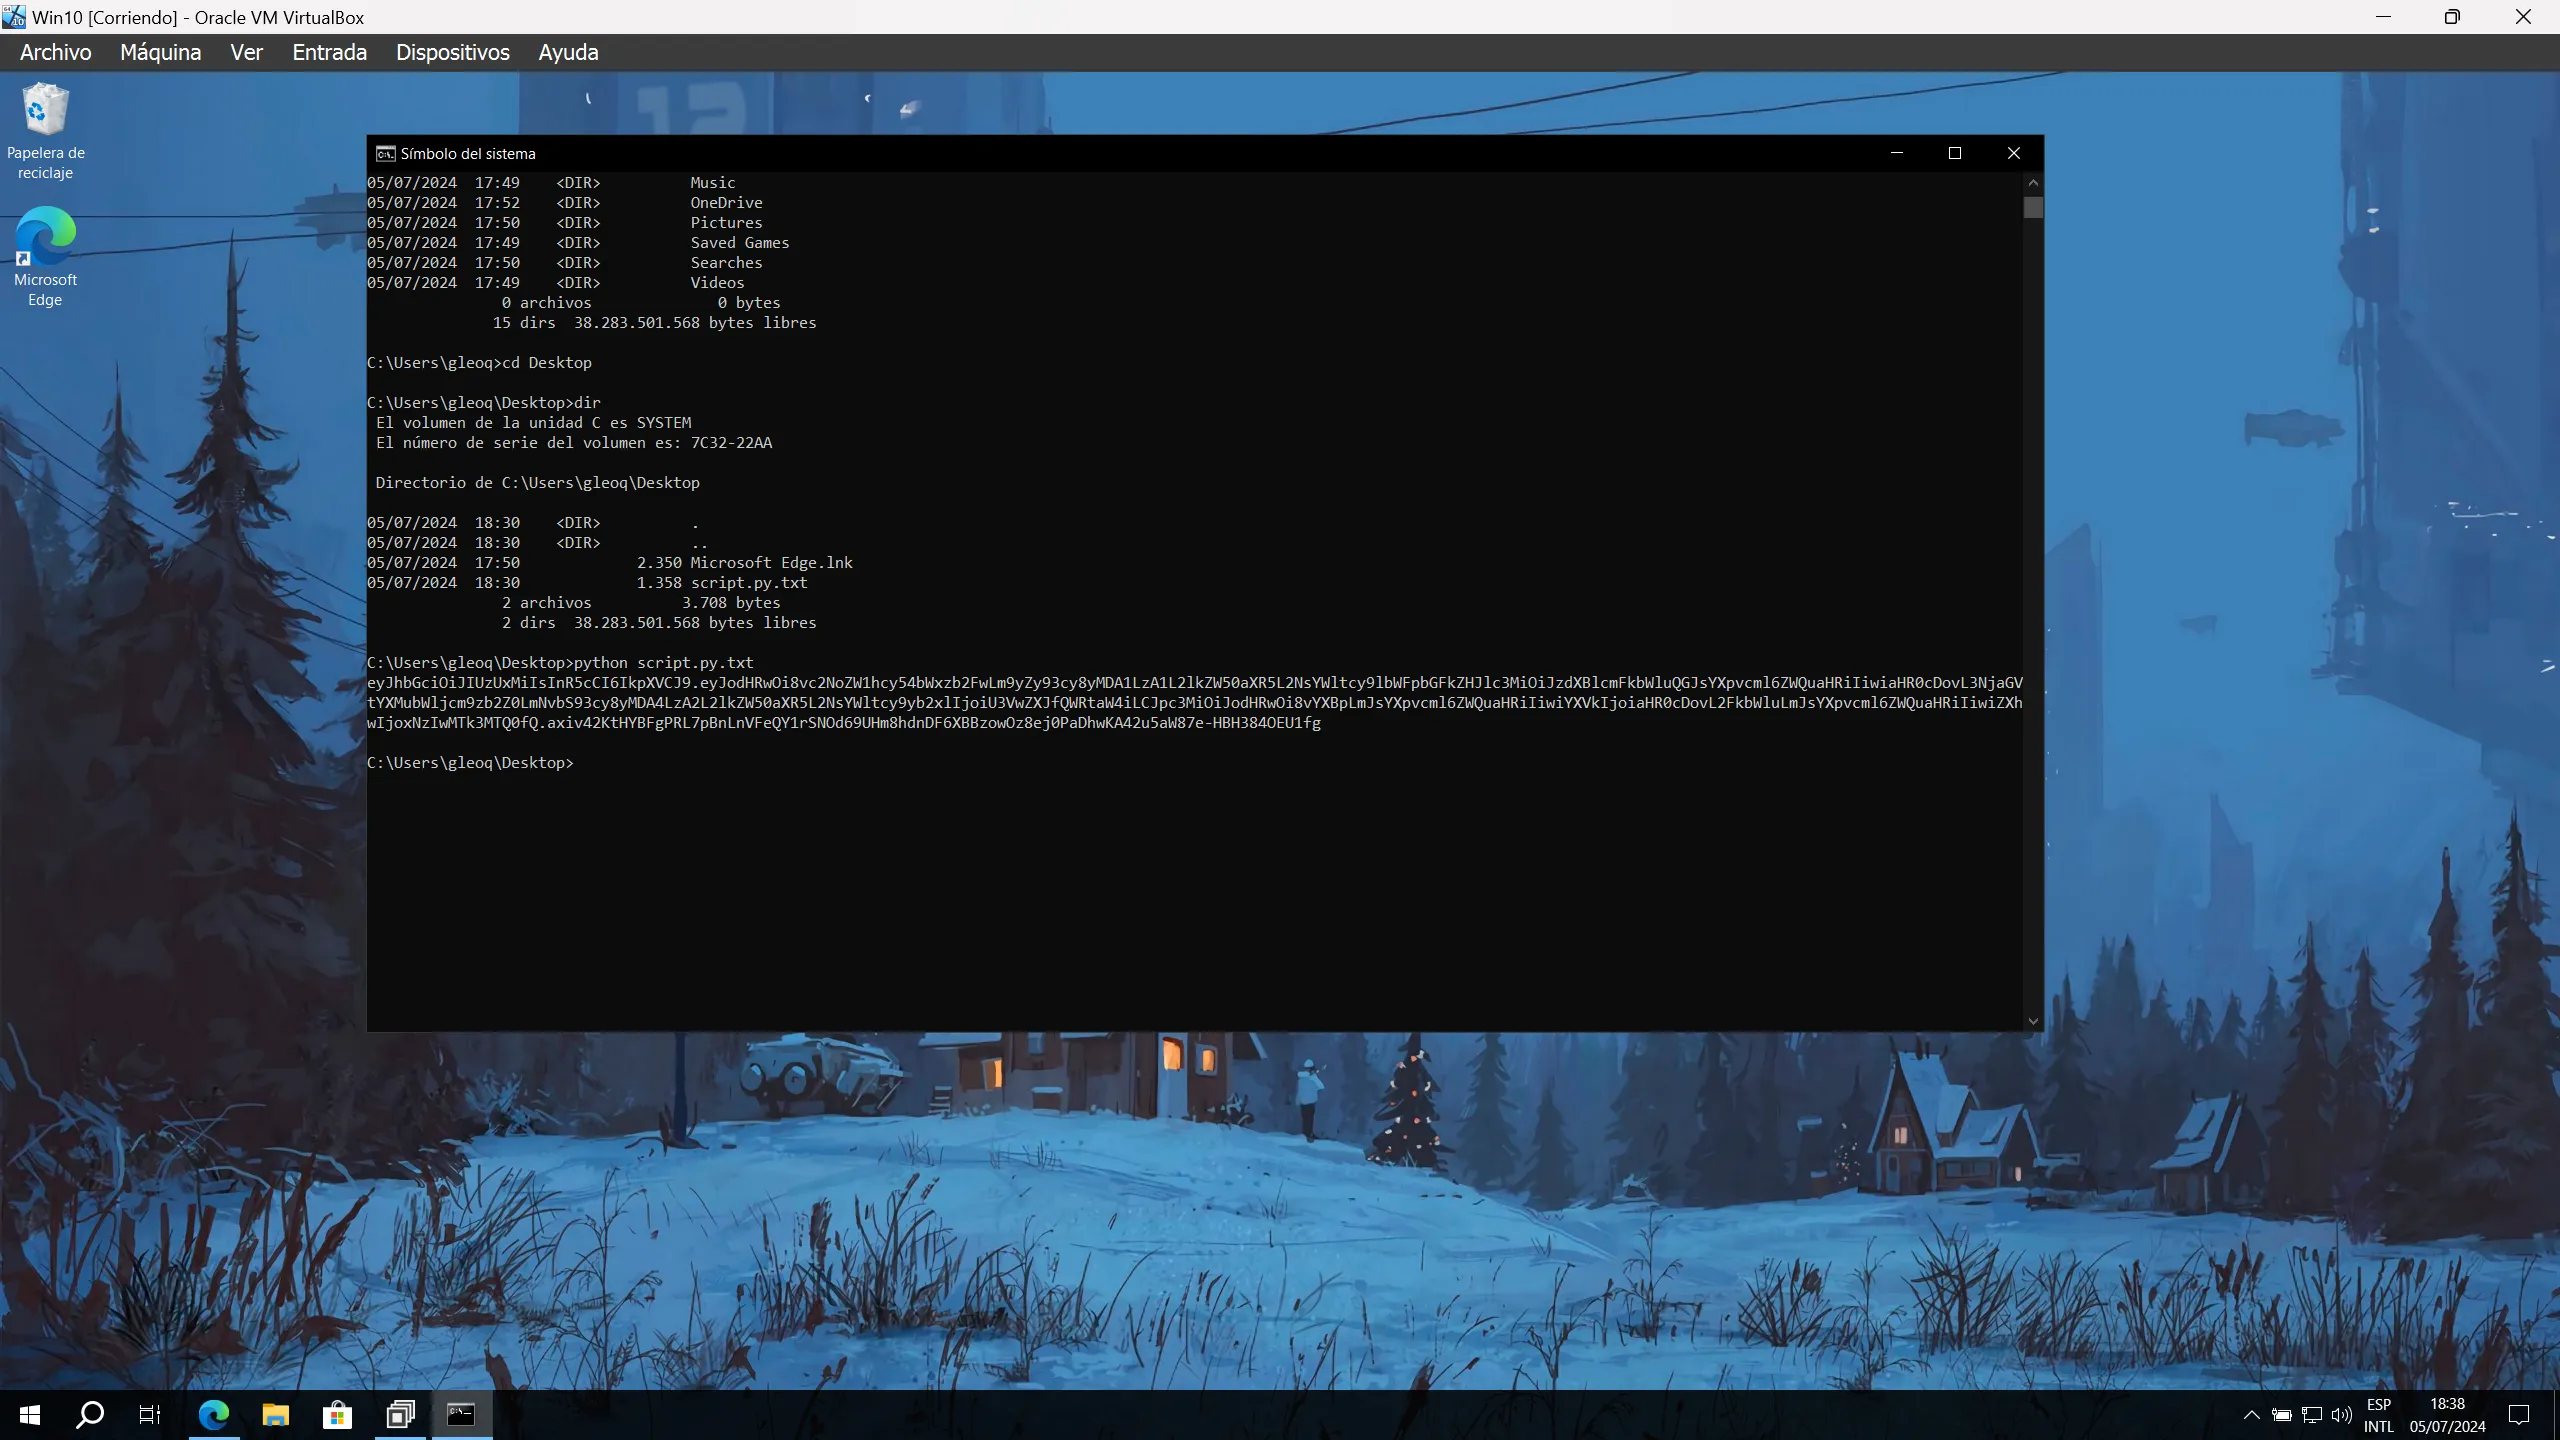 Win10 [Corriendo] - Oracle VM VirtualBox
Archivo Máquina Ver Entrada Dispositivos Ayuda
12
Papelera de
reciclaje
Microsoft
Edge
Símbolo del sistema
05/07/2024  17:49    <DIR>          Music
05/07/2024  17:52    <DIR>          OneDrive
05/07/2024  17:50    <DIR>          Pictures
05/07/2024  17:49    <DIR>          Saved Games
05/07/2024  17:50    <DIR>          Searches
05/07/2024  17:49    <DIR>          Videos
0 archivos              0 bytes
15 dirs  38.283.501.568 bytes libres
C:\Users\gleoq>cd Desktop
C:\Users\gleoq\Desktop>dir
El volumen de la unidad C es SYSTEM
El número de serie del volumen es: 7C32-22AA
Directorio de C:\Users\gleoq\Desktop
05/07/2024  18:30    <DIR>          .
05/07/2024  18:30    <DIR>          ..
05/07/2024  17:50             2.350 Microsoft Edge.lnk
05/07/2024  18:30             1.358 script.py.txt
2 archivos          3.708 bytes
2 dirs  38.283.501.568 bytes libres
C:\Users\gleoq\Desktop>python script.py.txt
eyJhbGciOiJIUzUxMiIsInR5cCI6IkpXVCJ9.eyJodHRwOi8vc2NoZW1hcy54bWxzb2FwLm9yZy93cy8yMDA1LzA1L2lkZW50aXR5L2NsYWltcy9lbWFpbGFkZHJlc3MiOiJzdXBlcmFkbWluQGJsYXpvcml6ZWQuaHRiIiwiaHR0cDovL3NjaGV
tYXMubWljcm9zb2Z0LmNvbS93cy8yMDA4LzA2L2lkZW50aXR5L2NsYWltcy9yb2xlIjoiU3VwZXJfQWRtaW4iLCJpc3MiOiJodHRwOi8vYXBpLmJsYXpvcml6ZWQuaHRiIiwiYXVkIjoiaHR0cDovL2FkbWluLmJsYXpvcml6ZWQuaHRiIiwiZXh
wIjoxNzIwMTk3MTQ0fQ.axiv42KtHYBFgPRL7pBnLnVFeQY1rSNOd69UHm8hdnDF6XBBzowOz8ej0PaDhwKA42u5aW87e-HBH384OEU1fg
C:\Users\gleoq\Desktop>
ESP
INTL
18:38
05/07/2024